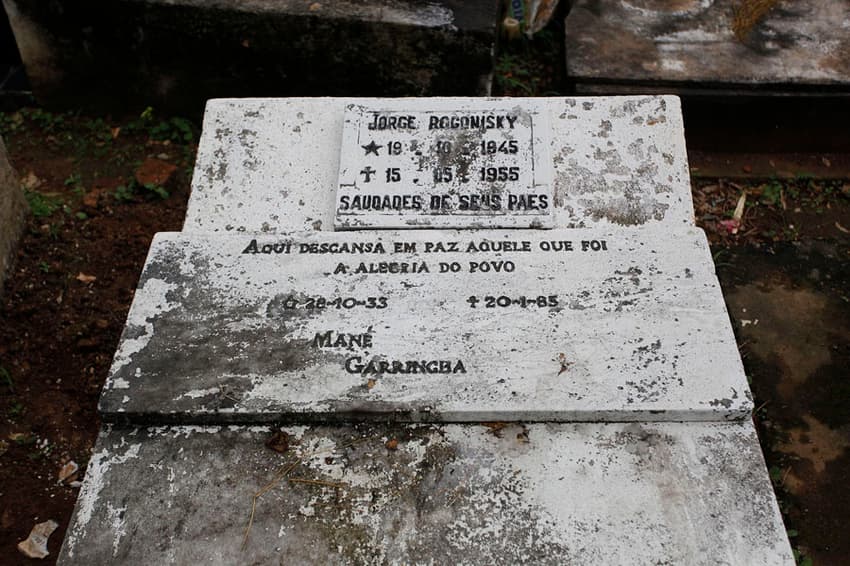 JORGE ROGONISKY
★ 19 . 10 . 1945
✝ 15 . 05 . 1955
SAUDADES DE SEUS PAES
AQUI DESCANSA EM PAZ AQUELE QUE FOI
A ALEGRIA DO POVO
☆ 28-10-33 ✝ 20-1-85
MANÉ
GARRINCHA